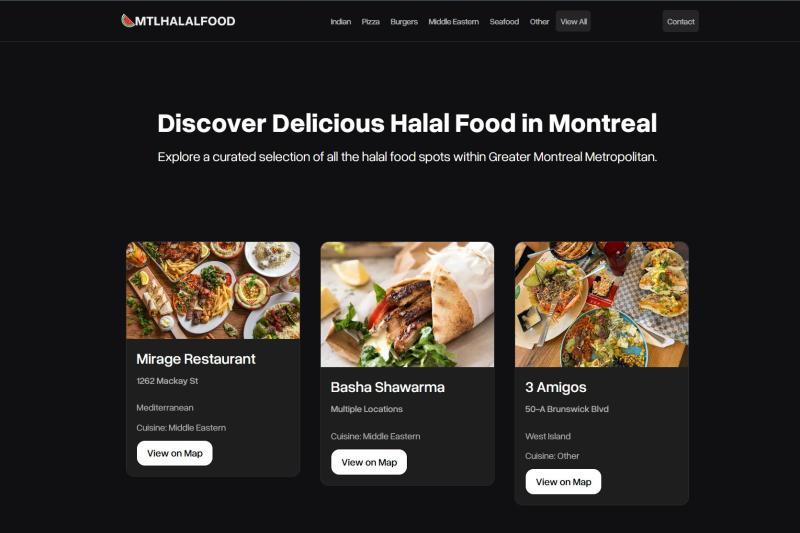 MTLHALALFOOD
Indian Pizza Burgers Middle Eastern Seafood Other View All
Contact
Discover Delicious Halal Food in Montreal
Explore a curated selection of all the halal food spots within Greater Montreal Metropolitan.
Mirage Restaurant
1262 Mackay St
Mediterranean
Cuisine: Middle Eastern
View on Map
Basha Shawarma
Multiple Locations
Cuisine: Middle Eastern
View on Map
3 Amigos
50-A Brunswick Blvd
West Island
Cuisine: Other
View on Map